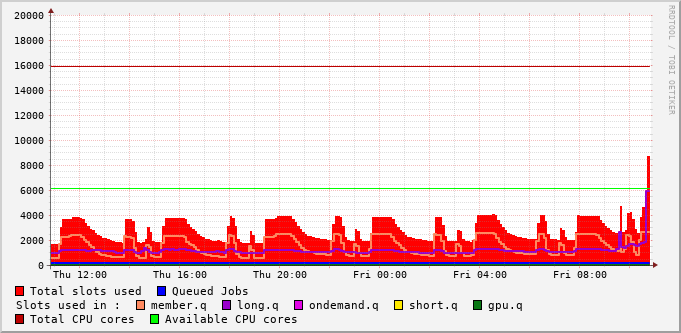 20000
18000
16000
14000
12000
10000
8000
6000
4000
2000
0
Thu 12:00 Thu 16:00 Thu 20:00 Fri 00:00 Fri 04:00 Fri 08:00
RRDTOOL / TOBI OETIKER
Total slots used Queued Jobs
Slots used in : member.q long.q ondemand.q short.q gpu.q
Total CPU cores Available CPU cores